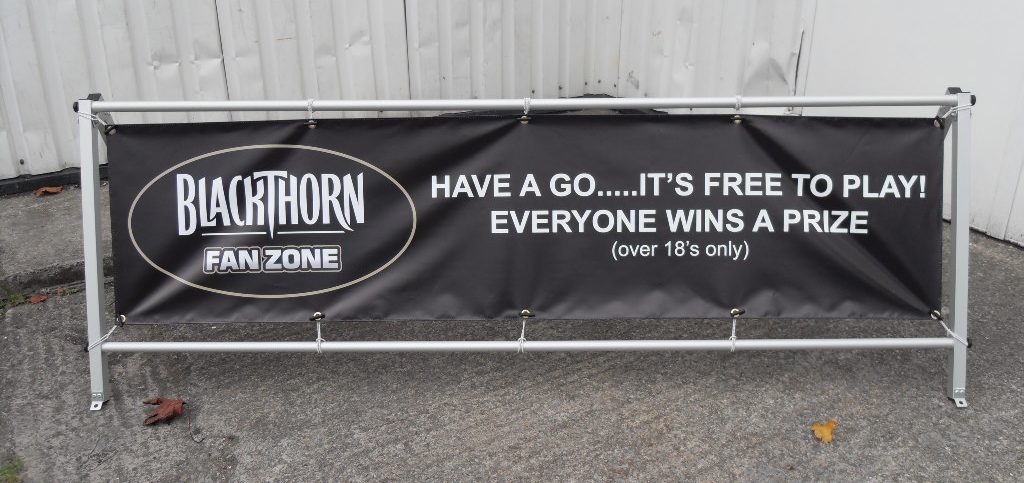 BLACKTHORN
FAN ZONE
HAVE A GO.....IT'S FREE TO PLAY!
EVERYONE WINS A PRIZE
(over 18's only)